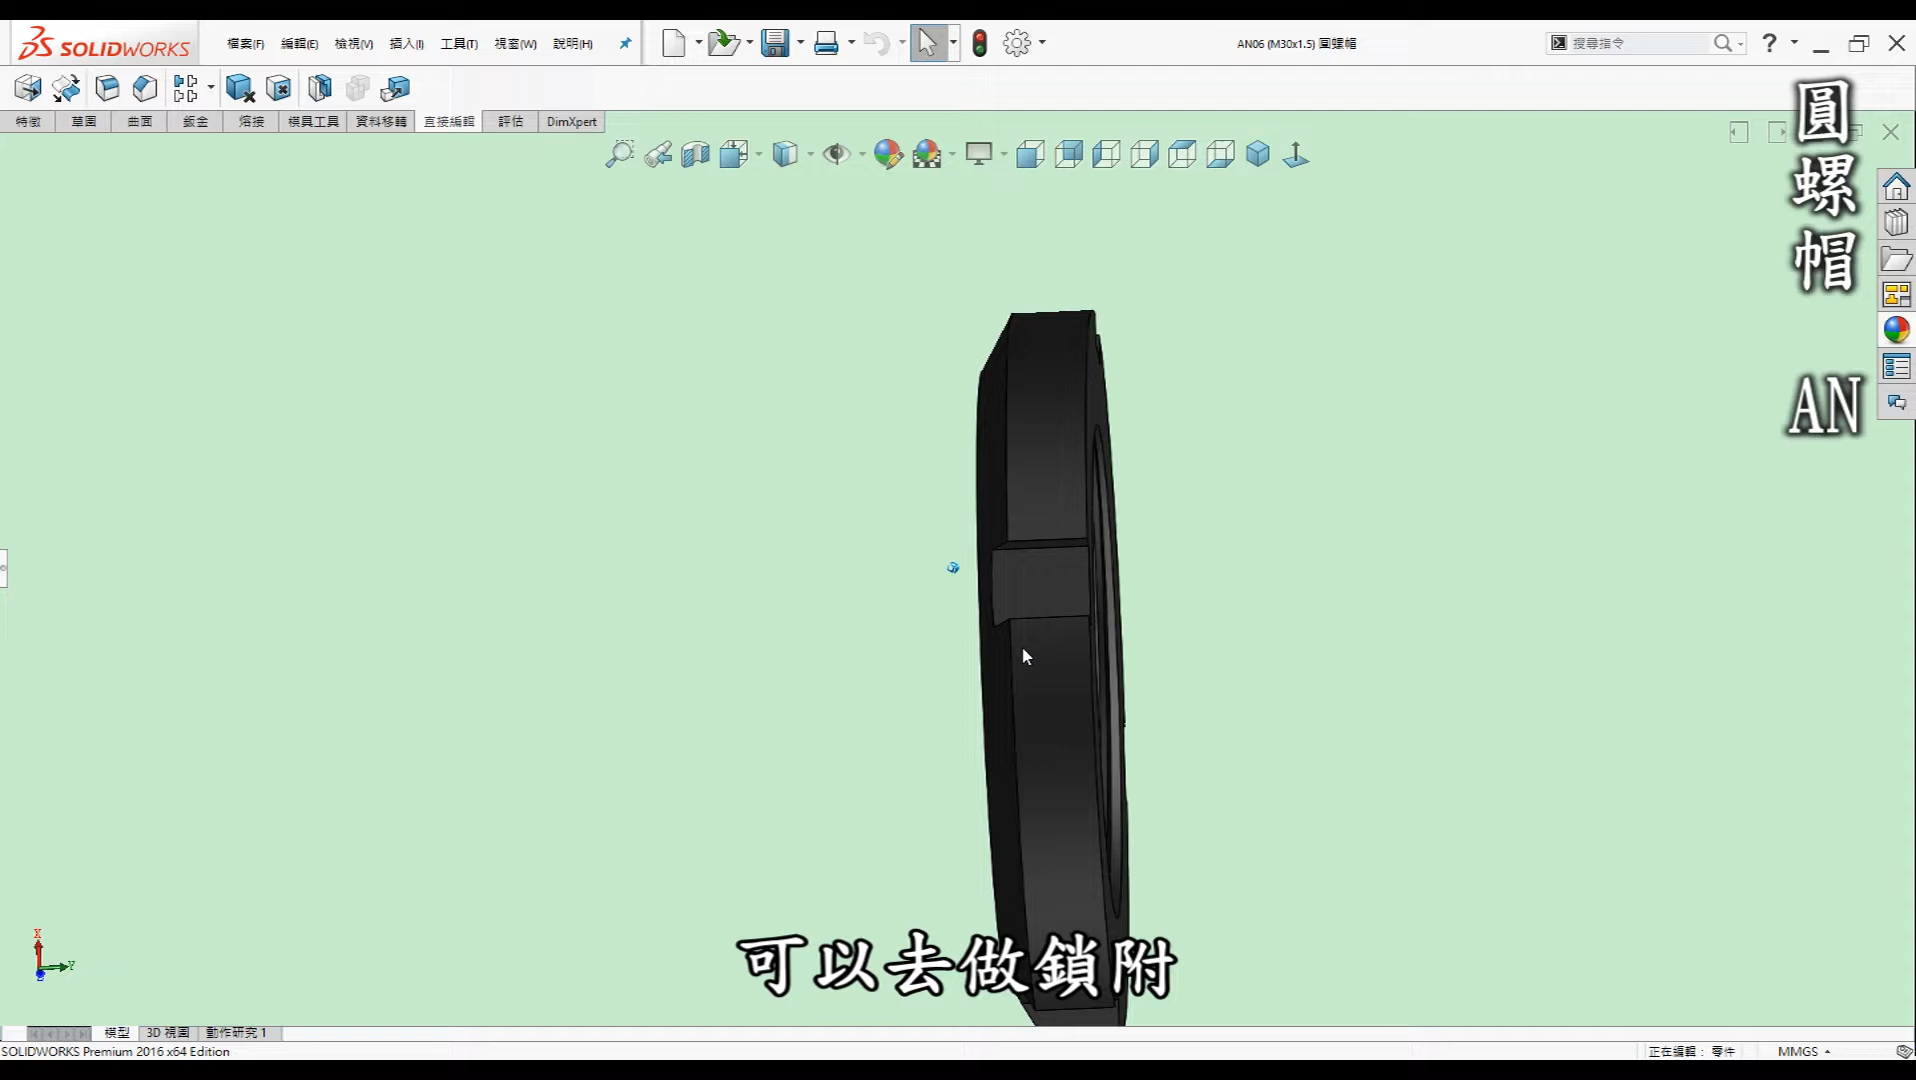 SOLIDWORKS
檔案(F) 編輯(E) 檢視(V) 插入(I) 工具(T) 視窗(W) 說明(H)
AN06 (M30x1.5) 圓螺帽
搜尋指令
?
特徵 草圖 曲面 鈑金 熔接 模具工具 資料移轉 直接編輯 評估 DimXpert
圓螺帽 AN
X
Y
Z
可以去做鎖附
模型 3D 視圖 動作研究 1
SOLIDWORKS Premium 2016 x64 Edition
正在編輯： 零件 MMGS